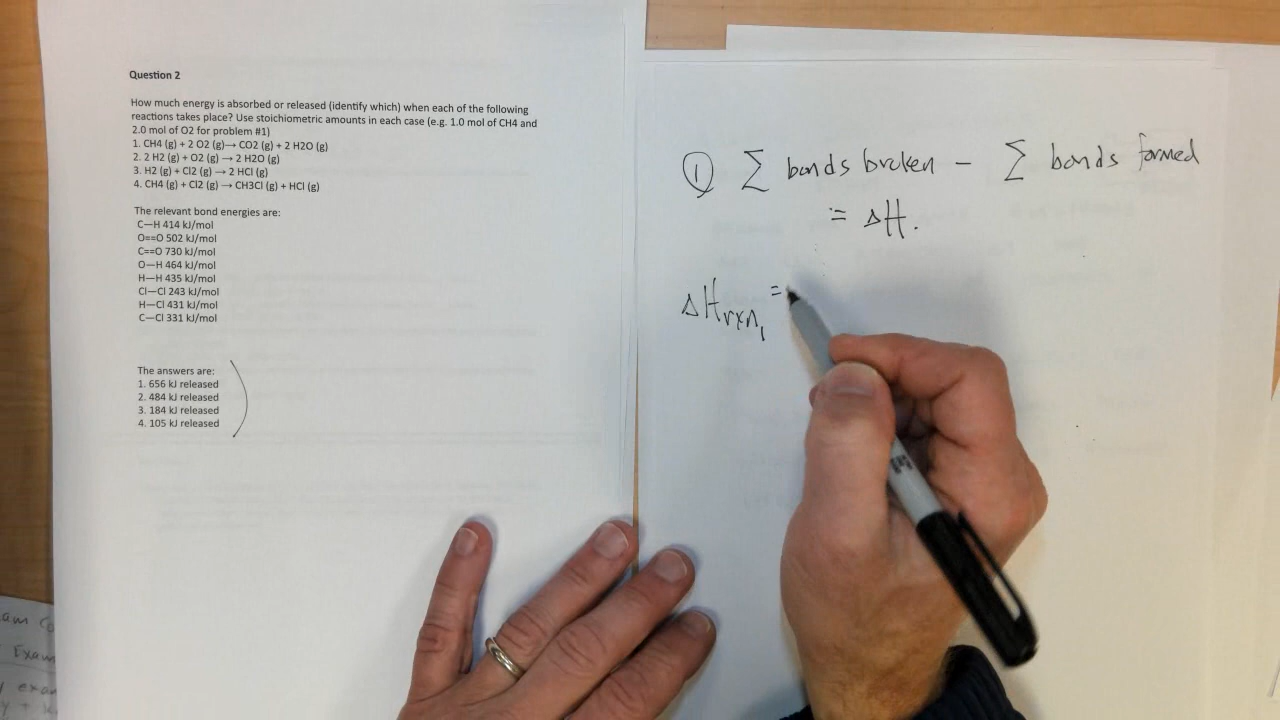 Question 2
How much energy is absorbed or released (identify which) when each of the following
reactions takes place? Use stoichiometric amounts in each case (e.g. 1.0 mol of CH4 and
2.0 mol of O2 for problem #1)
1. CH4 (g) + 2 O2 (g)→ CO2 (g) + 2 H2O (g)
2. 2 H2 (g) + O2 (g) → 2 H2O (g)
3. H2 (g) + Cl2 (g) → 2 HCl (g)
4. CH4 (g) + Cl2 (g) → CH3Cl (g) + HCl (g)
The relevant bond energies are:
C—H 414 kJ/mol
O==O 502 kJ/mol
C==O 730 kJ/mol
O—H 464 kJ/mol
H—H 435 kJ/mol
Cl—Cl 243 kJ/mol
H—Cl 431 kJ/mol
C—Cl 331 kJ/mol
The answers are:
1. 656 kJ released
2. 484 kJ released
3. 184 kJ released
4. 105 kJ released
① Σ bonds broken − Σ bonds formed
= ΔH.
ΔHrxn₁ =
am
Exam
exam